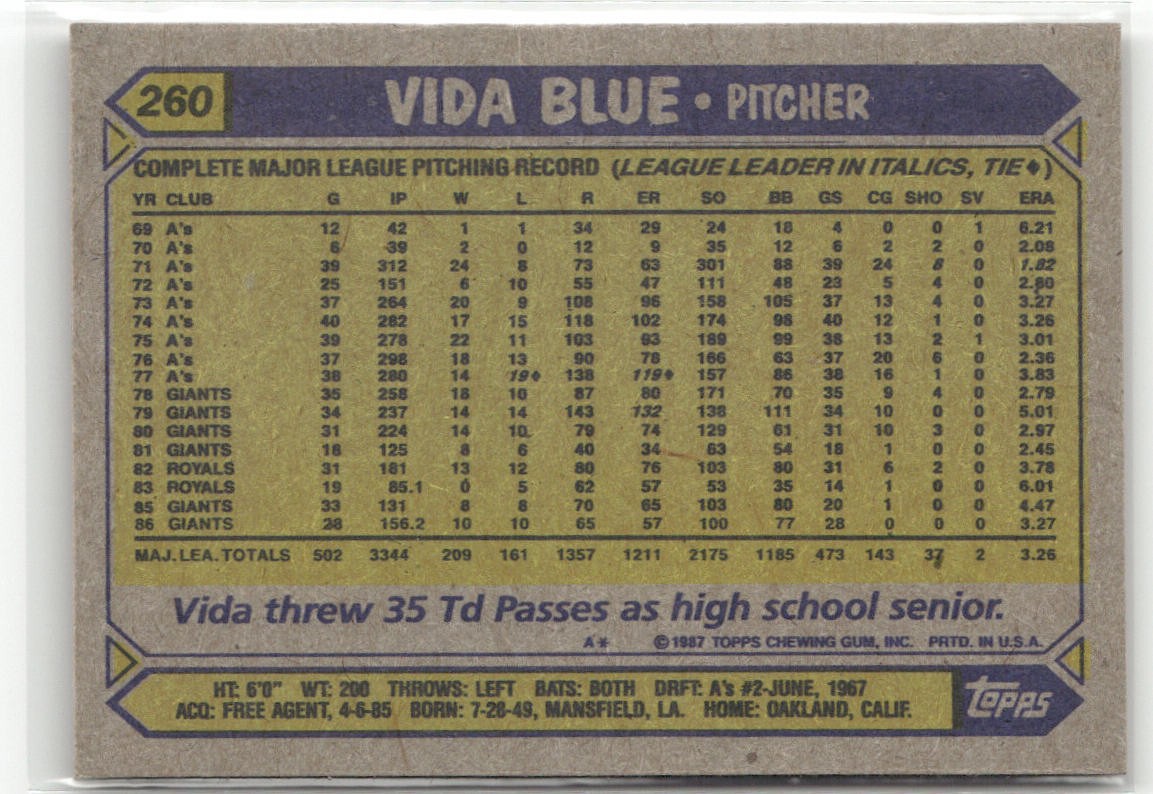 260 VIDA BLUE • PITCHER
COMPLETE MAJOR LEAGUE PITCHING RECORD (LEAGUE LEADER IN ITALICS, TIE♦)
YR CLUB G IP W L R ER SO BB GS CG SHO SV ERA
69 A's 12 42 1 1 34 29 24 18 4 0 0 1 6.21
70 A's 6 39 2 0 12 9 35 12 6 2 2 0 2.08
71 A's 39 312 24 8 73 63 301 88 39 24 8 0 1.82
72 A's 25 151 6 10 55 47 111 48 23 5 4 0 2.80
73 A's 37 264 20 9 108 96 158 105 37 13 4 0 3.27
74 A's 40 282 17 15 118 102 174 98 40 12 1 0 3.26
75 A's 39 278 22 11 103 93 189 99 38 13 2 1 3.01
76 A's 37 298 18 13 90 78 166 63 37 20 6 0 2.36
77 A's 38 280 14 19♦ 138 119♦ 157 86 38 16 1 0 3.83
78 GIANTS 35 258 18 10 87 80 171 70 35 9 4 0 2.79
79 GIANTS 34 237 14 14 143 132 138 111 34 10 0 0 5.01
80 GIANTS 31 224 14 10 79 74 129 61 31 10 3 0 2.97
81 GIANTS 18 125 8 6 40 34 63 54 18 1 0 0 2.45
82 ROYALS 31 181 13 12 80 76 103 80 31 6 2 0 3.78
83 ROYALS 19 85.1 0 5 62 57 53 35 14 1 0 0 6.01
85 GIANTS 33 131 8 8 70 65 103 80 20 1 0 0 4.47
86 GIANTS 28 156.2 10 10 65 57 100 77 28 0 0 0 3.27
MAJ.LEA.TOTALS 502 3344 209 161 1357 1211 2175 1185 473 143 37 2 3.26
Vida threw 35 Td Passes as high school senior.
A* ©1987 TOPPS CHEWING GUM, INC. PRTD. IN U.S.A.
HT: 6'0" WT: 200 THROWS: LEFT BATS: BOTH DRFT: A's #2-JUNE, 1967
ACQ: FREE AGENT, 4-6-85 BORN: 7-28-49, MANSFIELD, LA. HOME: OAKLAND, CALIF.
topps